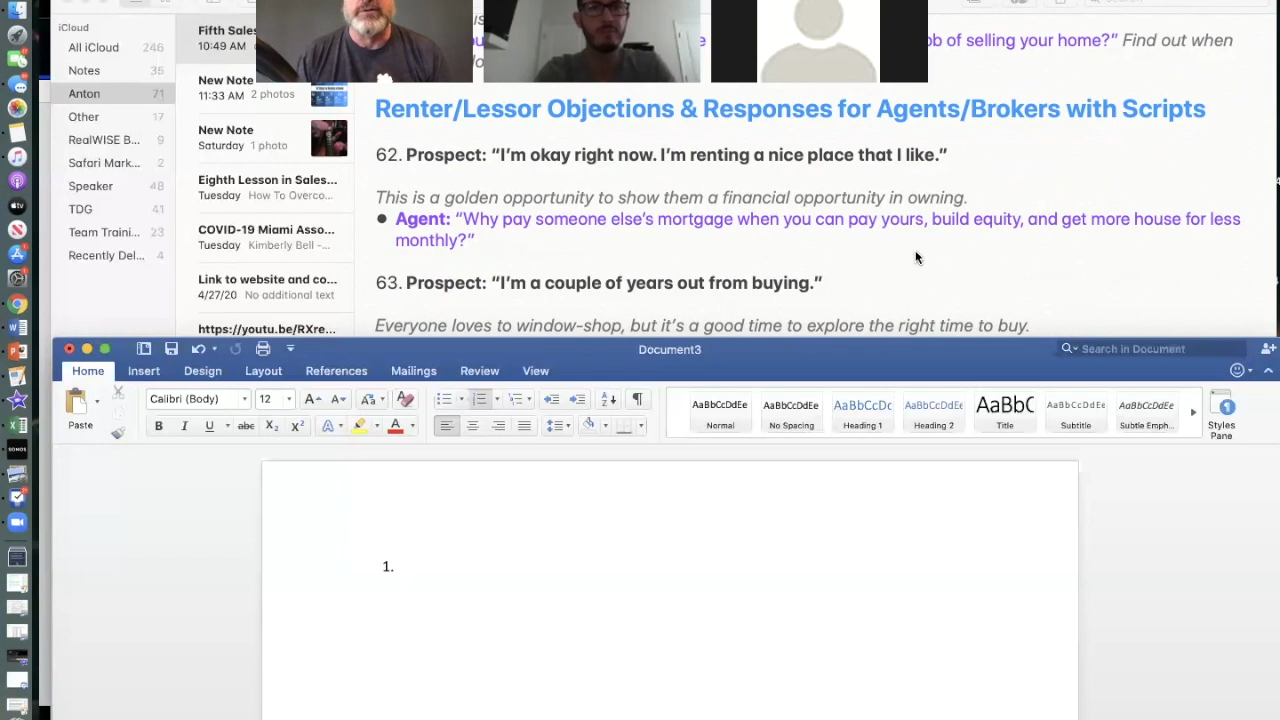 iCloud
All iCloud 246
Notes 35
Anton 71
Other 17
RealWISE B... 9
Safari Mark... 2
Speaker 48
TDG 41
Team Traini... 23
Recently Del... 4
Fifth Sales
10:49 AM
New Note
11:33 AM 2 photos
New Note
Saturday 1 photo
Eighth Lesson in Sales...
Tuesday How To Overco...
COVID-19 Miami Asso...
Tuesday Kimberly Bell -...
Link to website and co...
4/27/20 No additional text
https://youtu.be/RXre...
ob of selling your home?” Find out when
Renter/Lessor Objections & Responses for Agents/Brokers with Scripts
62. Prospect: “I’m okay right now. I’m renting a nice place that I like.”
This is a golden opportunity to show them a financial opportunity in owning.
• Agent: “Why pay someone else’s mortgage when you can pay yours, build equity, and get more house for less
monthly?”
63. Prospect: “I’m a couple of years out from buying.”
Everyone loves to window-shop, but it’s a good time to explore the right time to buy.
Document3
Search in Document
Home Insert Design Layout References Mailings Review View
Paste
Calibri (Body) 12
AaBbCcDdEe AaBbCcDdEe AaBbCcDc AaBbCcDdEe AaBbC AaBbCcDdEe AaBbCcDdEe
Normal No Spacing Heading 1 Heading 2 Title Subtitle Subtle Emph...
Styles
Pane
1.